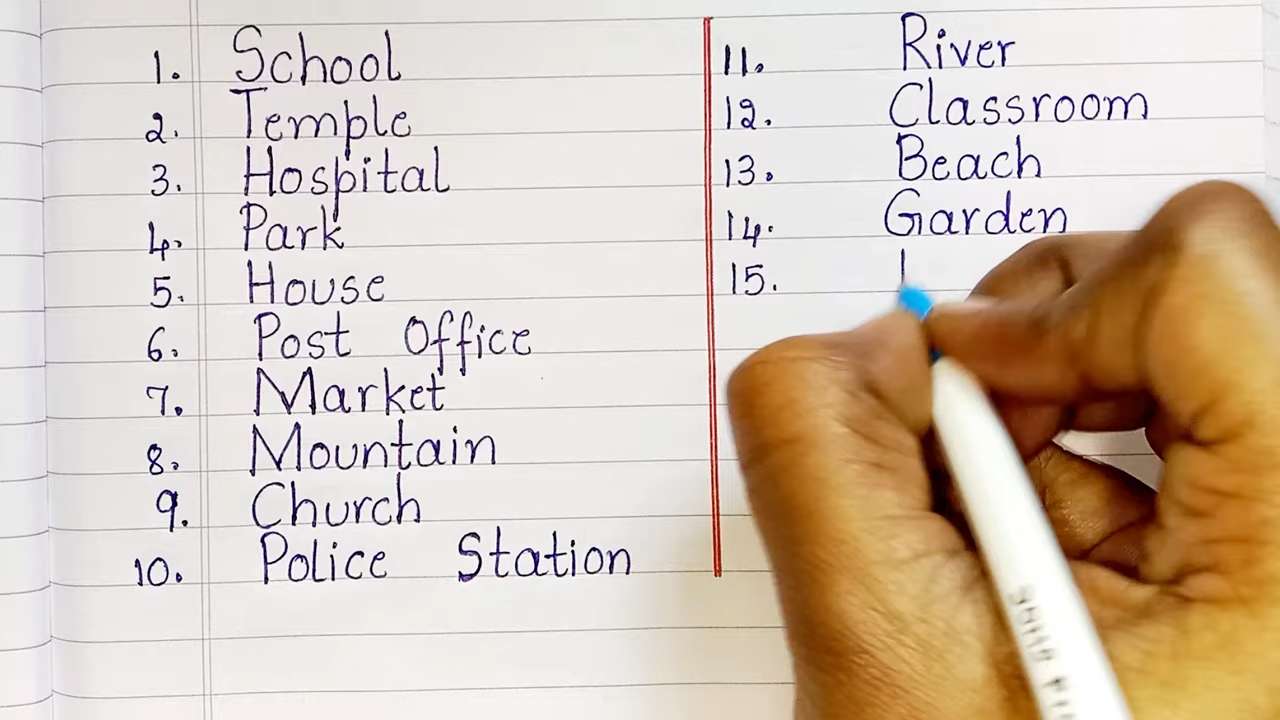 1. School
2. Temple
3. Hospital
4. Park
5. House
6. Post Office
7. Market
8. Mountain
9. Church
10. Police Station
11. River
12. Classroom
13. Beach
14. Garden
15.